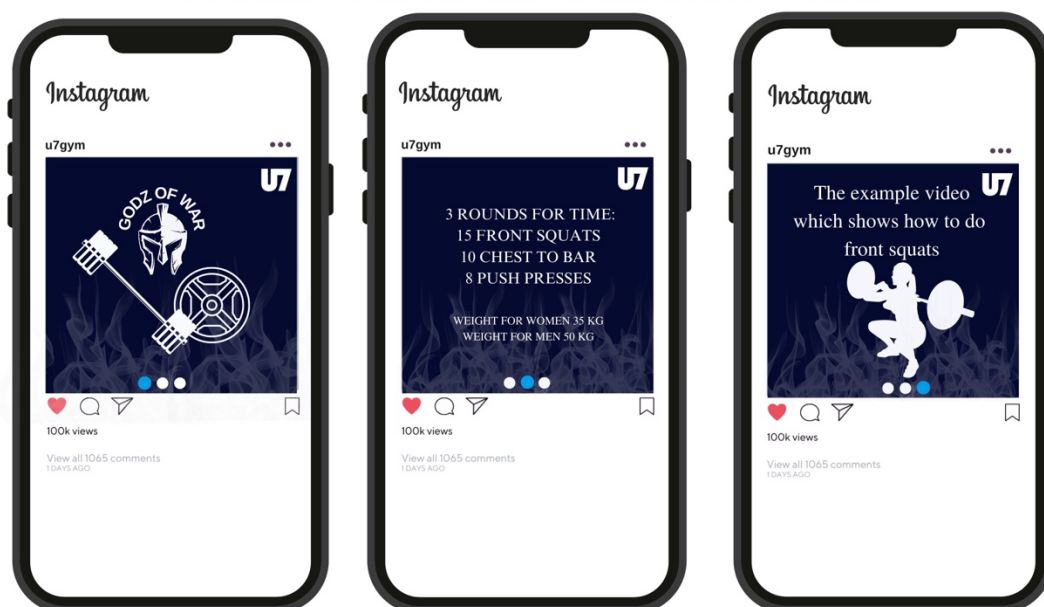 Instagram
u7gym
U7
GODZ OF WAR
100k views
View all 1065 comments
1 DAYS AGO
Instagram
u7gym
U7
3 ROUNDS FOR TIME:
15 FRONT SQUATS
10 CHEST TO BAR
8 PUSH PRESSES
WEIGHT FOR WOMEN 35 KG
WEIGHT FOR MEN 50 KG
100k views
View all 1065 comments
1 DAYS AGO
Instagram
u7gym
U7
The example video
which shows how to do
front squats
100k views
View all 1065 comments
1 DAYS AGO